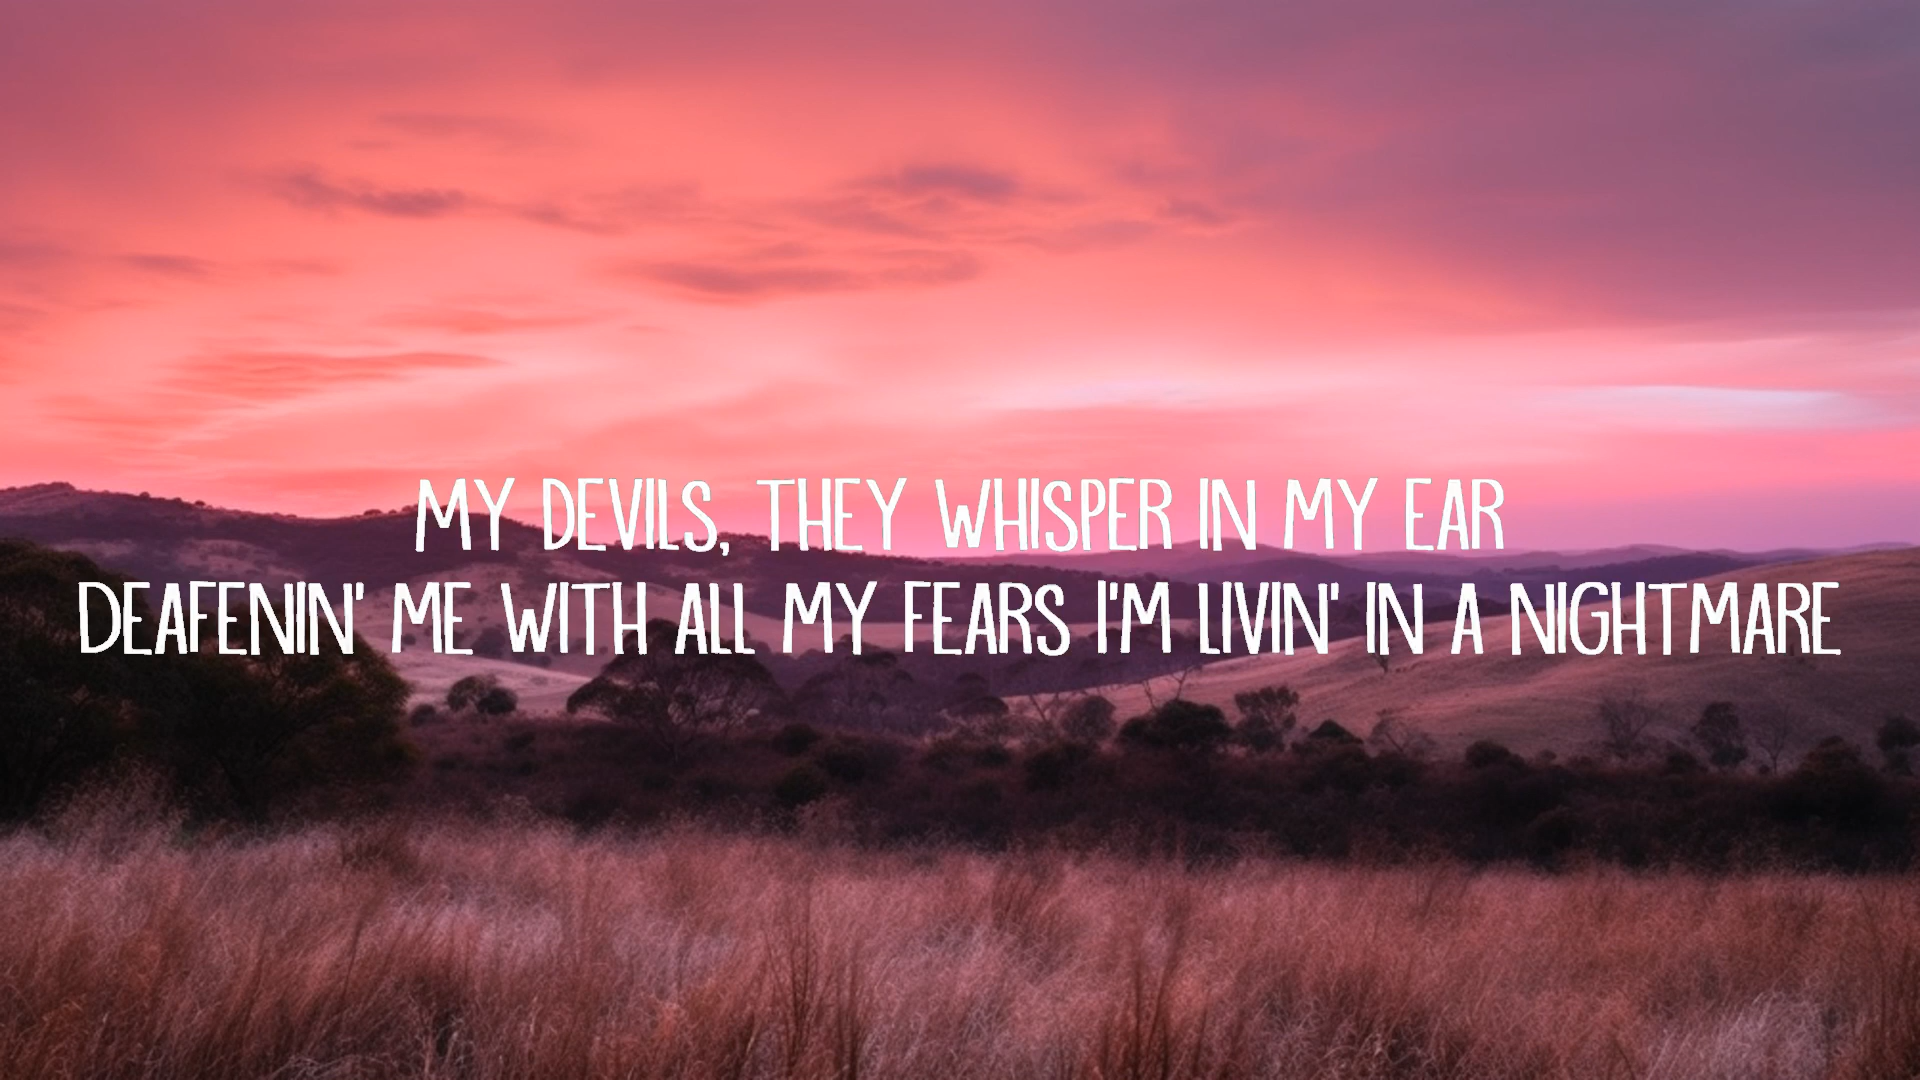 MY DEVILS, THEY WHISPER IN MY EAR
DEAFENIN' ME WITH ALL MY FEARS I'M LIVIN' IN A NIGHTMARE